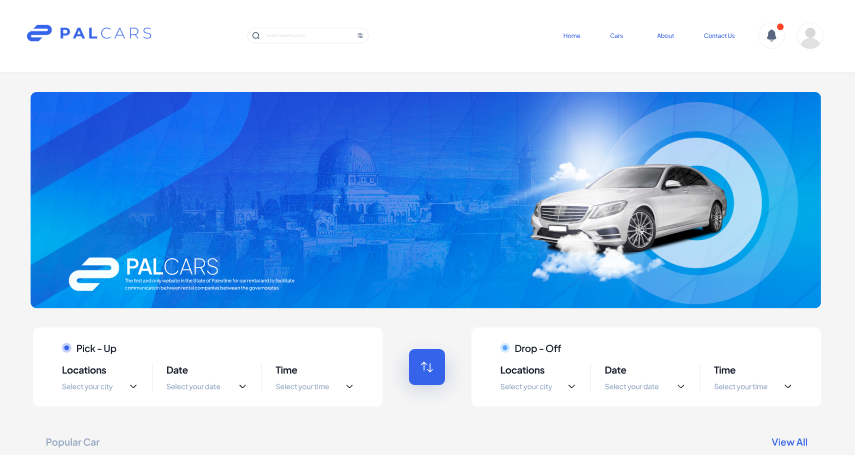 PALCARS
Home
Cars
About
Contact Us
PALCARS
The first and only website in the State of Palestine for car rental and to facilitate
communication between rental companies between the governorates
Pick - Up
Locations
Date
Time
Select your city
Select your date
Select your time
Drop - Off
Locations
Date
Time
Select your city
Select your date
Select your time
Popular Car
View All